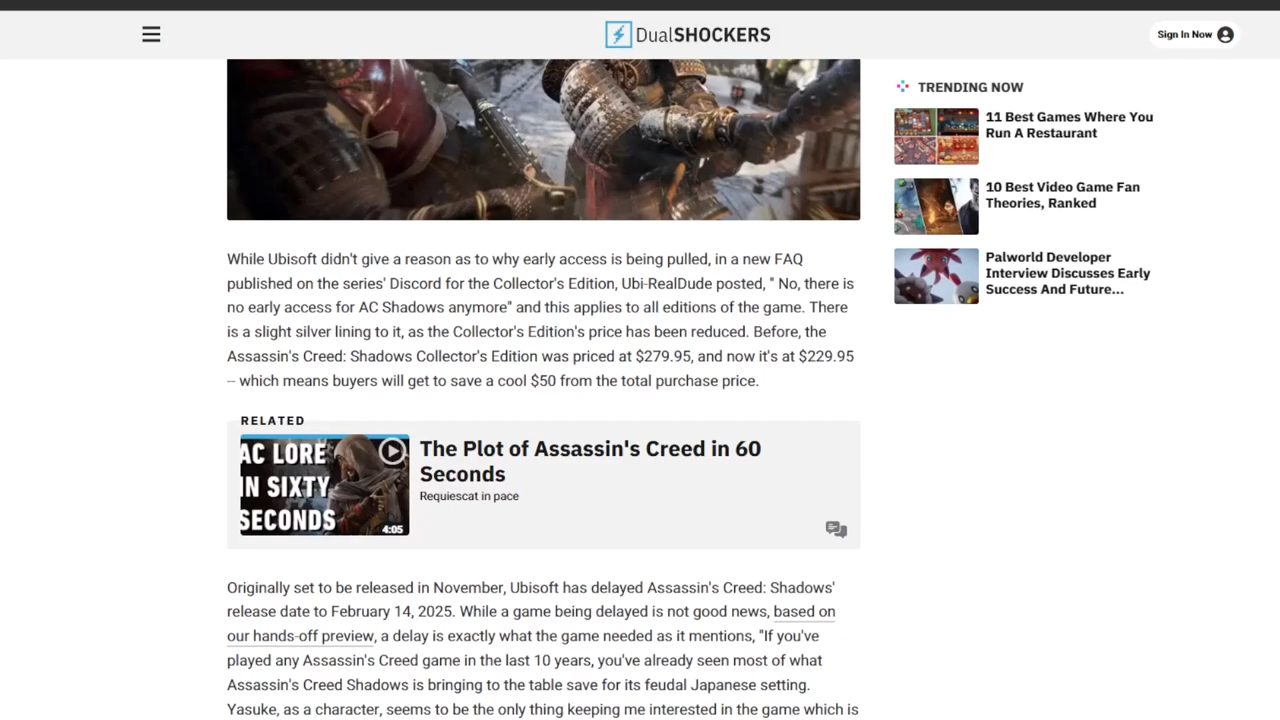 DualSHOCKERS
Sign In Now
While Ubisoft didn't give a reason as to why early access is being pulled, in a new FAQ
published on the series' Discord for the Collector's Edition, Ubi-RealDude posted, " No, there is
no early access for AC Shadows anymore" and this applies to all editions of the game. There
is a slight silver lining to it, as the Collector's Edition's price has been reduced. Before, the
Assassin's Creed: Shadows Collector's Edition was priced at $279.95, and now it's at $229.95
-- which means buyers will get to save a cool $50 from the total purchase price.
RELATED
AC LORE
IN SIXTY
SECONDS
4:05
The Plot of Assassin's Creed in 60
Seconds
Requiescat in pace
Originally set to be released in November, Ubisoft has delayed Assassin's Creed: Shadows'
release date to February 14, 2025. While a game being delayed is not good news, based on
our hands-off preview, a delay is exactly what the game needed as it mentions, "If you've
played any Assassin's Creed game in the last 10 years, you've already seen most of what
Assassin's Creed Shadows is bringing to the table save for its feudal Japanese setting.
Yasuke, as a character, seems to be the only thing keeping me interested in the game which is
TRENDING NOW
11 Best Games Where You
Run A Restaurant
10 Best Video Game Fan
Theories, Ranked
Palworld Developer
Interview Discusses Early
Success And Future...